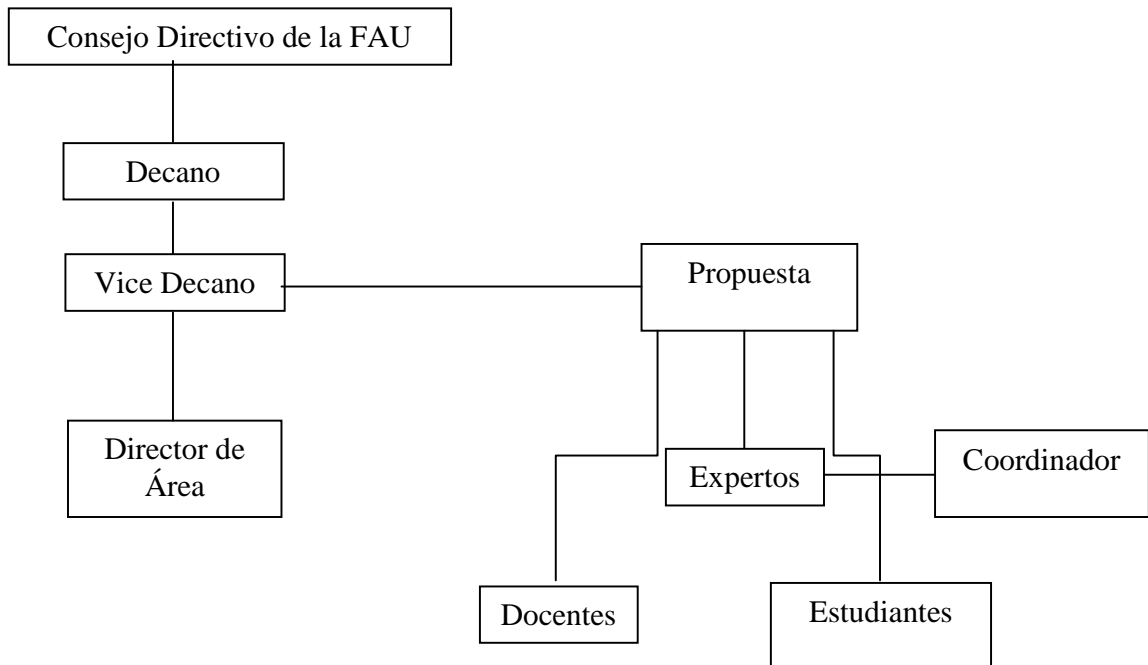 Consejo Directivo de la FAU
Decano
Vice Decano
Propuesta
Director de
Área
Expertos
Coordinador
Docentes
Estudiantes